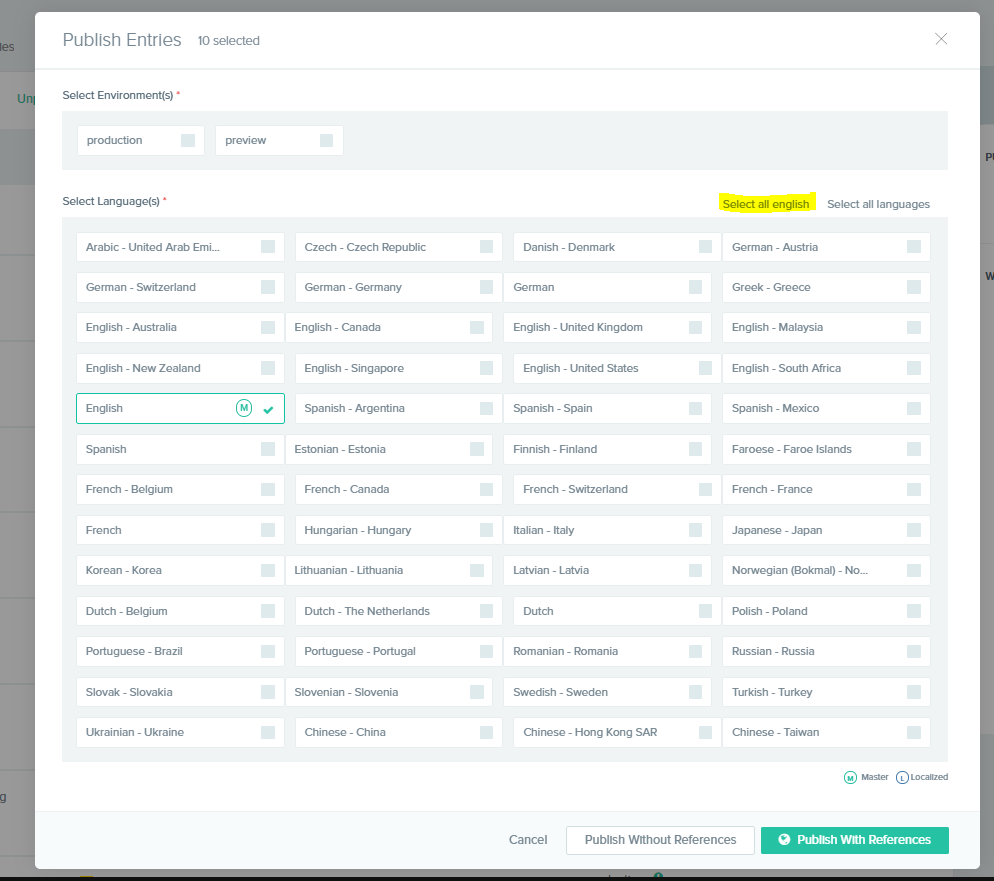 Publish Entries 10 selected
Select Environment(s) *
production preview
Select Language(s) * Select all english Select all languages
Arabic - United Arab Emi... Czech - Czech Republic Danish - Denmark German - Austria
German - Switzerland German - Germany German Greek - Greece
English - Australia English - Canada English - United Kingdom English - Malaysia
English - New Zealand English - Singapore English - United States English - South Africa
English M Spanish - Argentina Spanish - Spain Spanish - Mexico
Spanish Estonian - Estonia Finnish - Finland Faroese - Faroe Islands
French - Belgium French - Canada French - Switzerland French - France
French Hungarian - Hungary Italian - Italy Japanese - Japan
Korean - Korea Lithuanian - Lithuania Latvian - Latvia Norwegian (Bokmal) - No...
Dutch - Belgium Dutch - The Netherlands Dutch Polish - Poland
Portuguese - Brazil Portuguese - Portugal Romanian - Romania Russian - Russia
Slovak - Slovakia Slovenian - Slovenia Swedish - Sweden Turkish - Turkey
Ukrainian - Ukraine Chinese - China Chinese - Hong Kong SAR Chinese - Taiwan
M Master L Localized
Cancel Publish Without References Publish With References